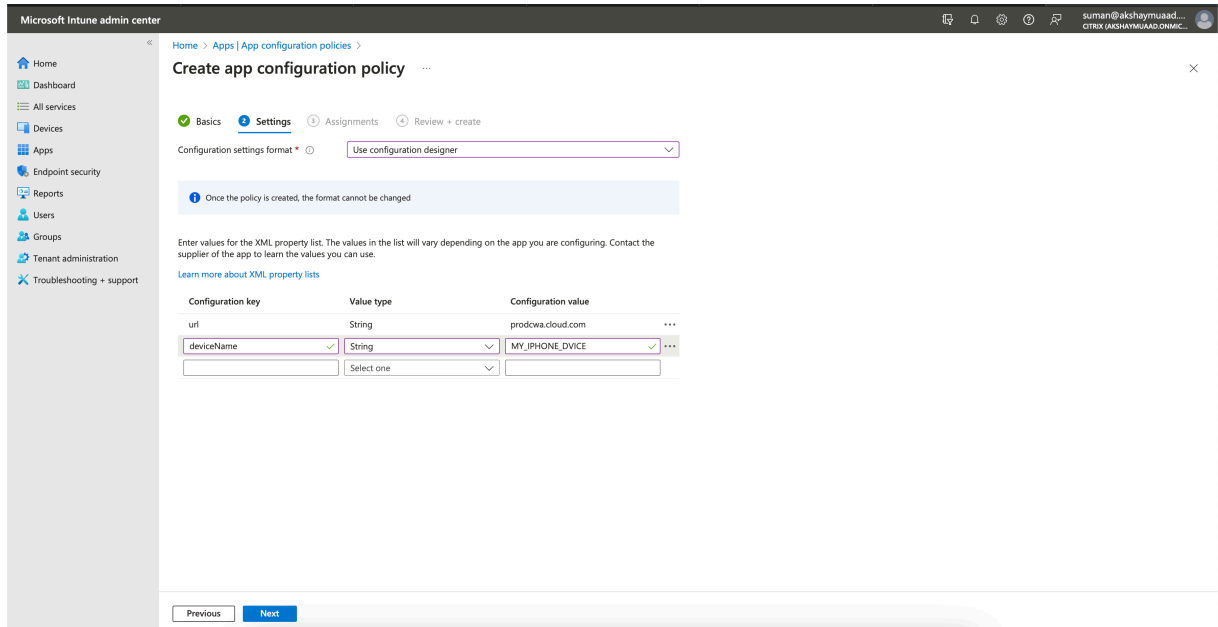 Microsoft Intune admin center
suman@akshaymuaad....
CITRIX (AKSHAYMUAAD.ONMIC...
«
Home
Dashboard
All services
Devices
Apps
Endpoint security
Reports
Users
Groups
Tenant administration
Troubleshooting + support
Home > Apps | App configuration policies >
Create app configuration policy ...
Basics 2 Settings 3 Assignments 4 Review + create
Configuration settings format * Use configuration designer
Once the policy is created, the format cannot be changed
Enter values for the XML property list. The values in the list will vary depending on the app you are configuring. Contact the
supplier of the app to learn the values you can use.
Learn more about XML property lists
Configuration key Value type Configuration value
url String prodcwa.cloud.com ...
deviceName String MY_IPHONE_DVICE ...
Select one
Previous Next